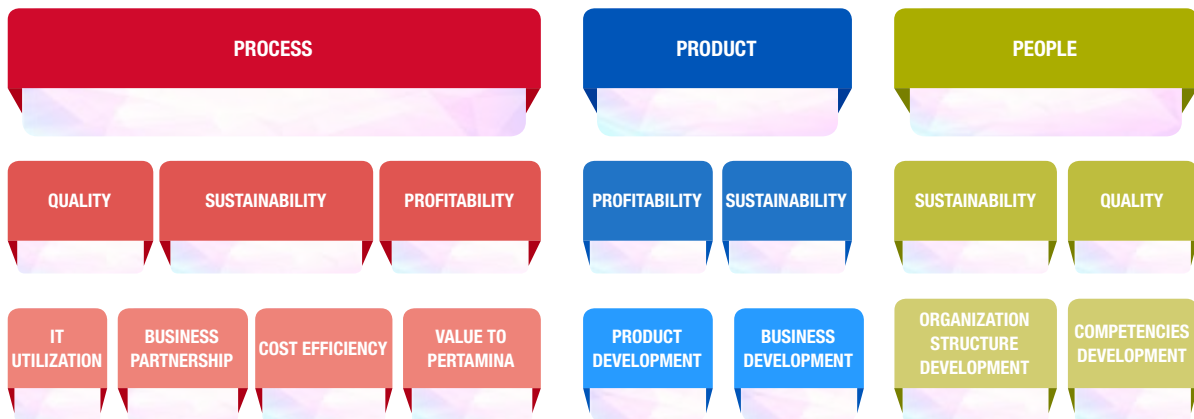 PROCESS
PRODUCT
PEOPLE
QUALITY
SUSTAINABILITY
PROFITABILITY
PROFITABILITY
SUSTAINABILITY
SUSTAINABILITY
QUALITY
IT
UTILIZATION
BUSINESS
PARTNERSHIP
COST EFFICIENCY
VALUE TO
PERTAMINA
PRODUCT
DEVELOPMENT
BUSINESS
DEVELOPMENT
ORGANIZATION
STRUCTURE
DEVELOPMENT
COMPETENCIES
DEVELOPMENT